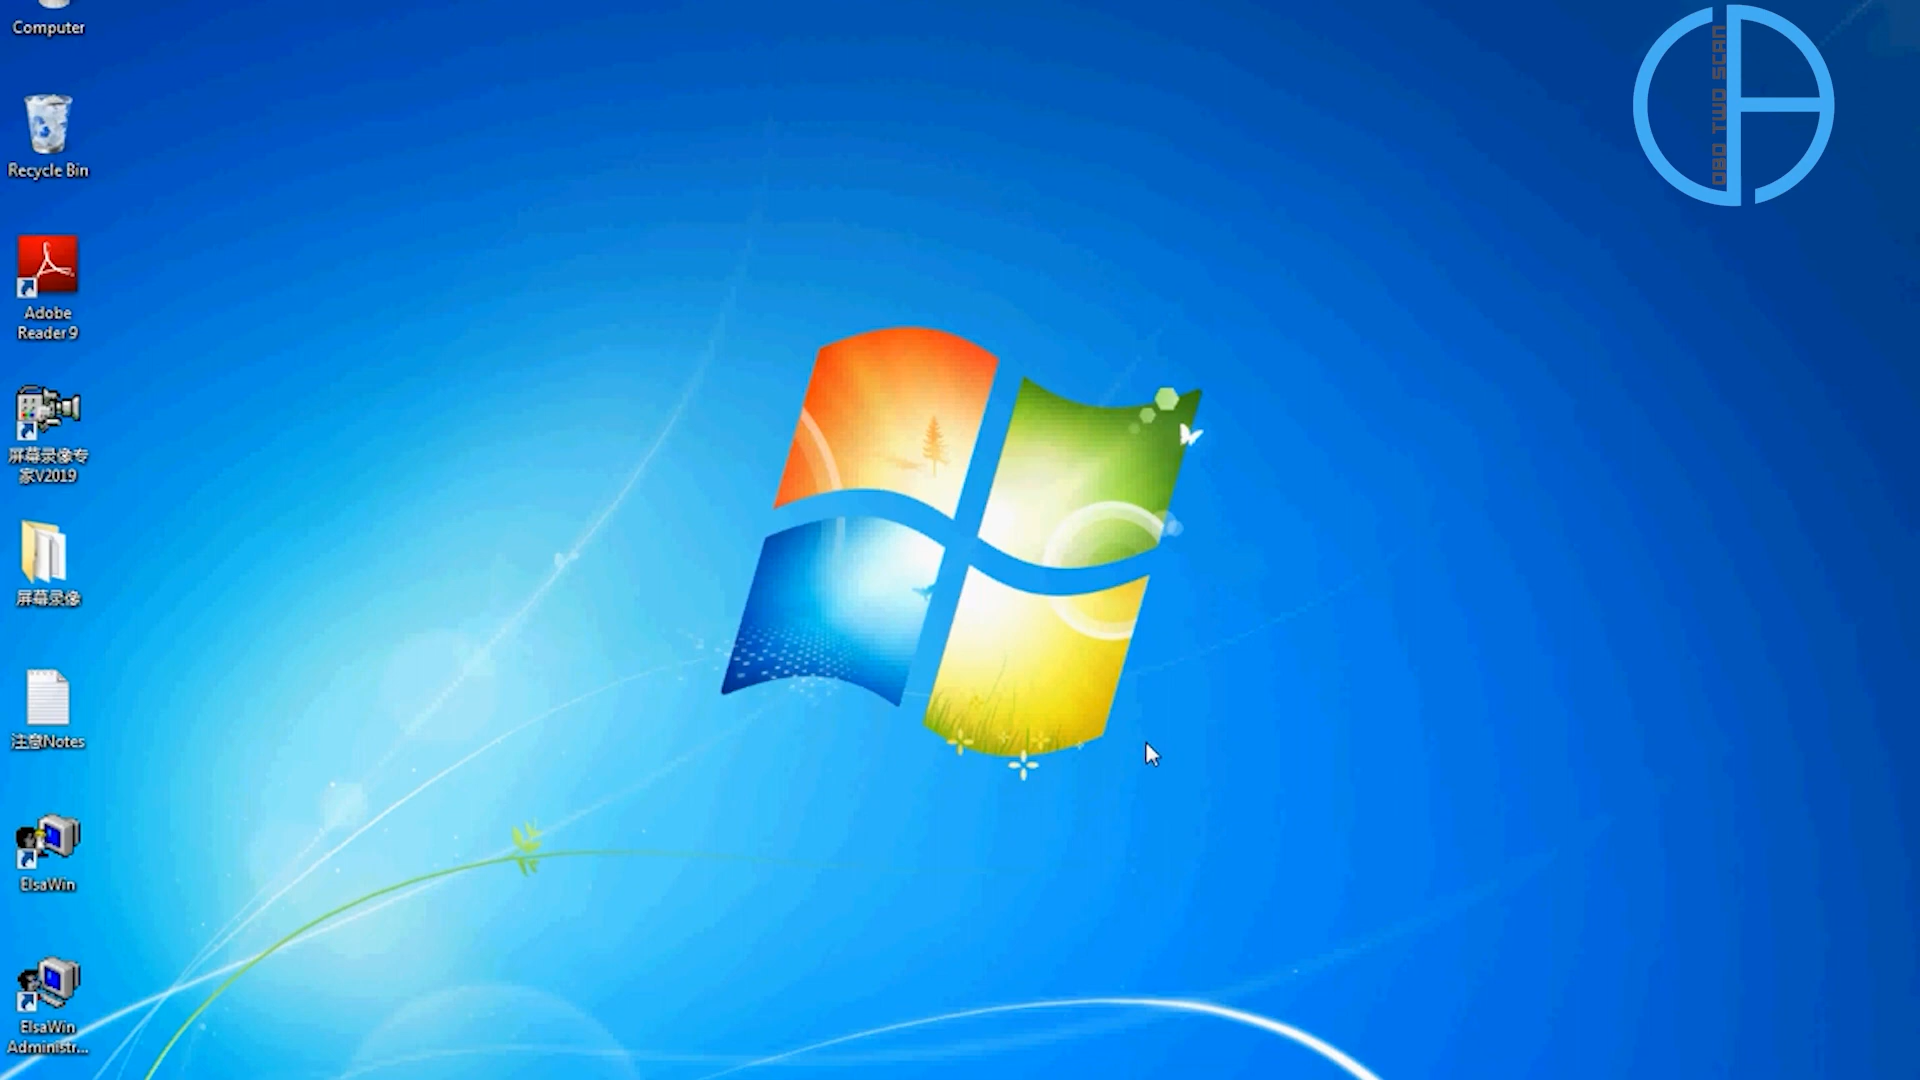 Computer
Recycle Bin
Adobe
Reader 9
屏幕录像专
家V2019
屏幕录像
注意Notes
ElsaWin
ElsaWin
Administr...
OBD TWO SCAN